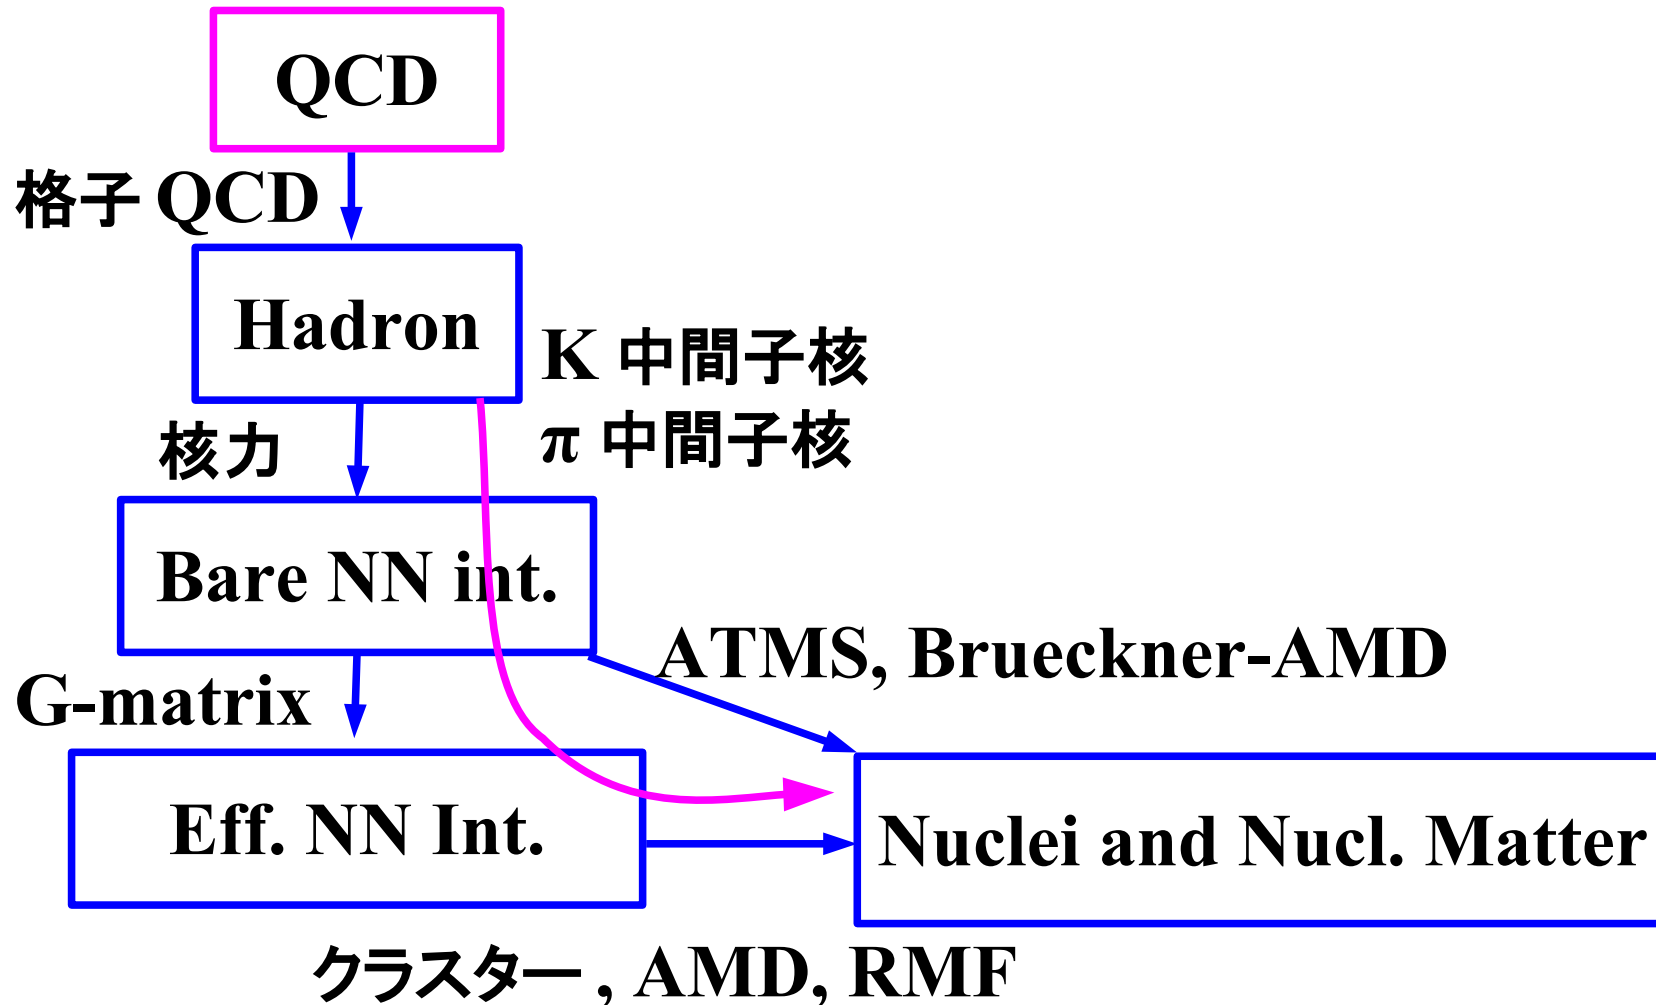 QCD
格子 QCD
Hadron
K 中間子核
π 中間子核
核力
Bare NN int.
ATMS, Brueckner-AMD
G-matrix
Eff. NN Int.
Nuclei and Nucl. Matter
クラスター , AMD, RMF